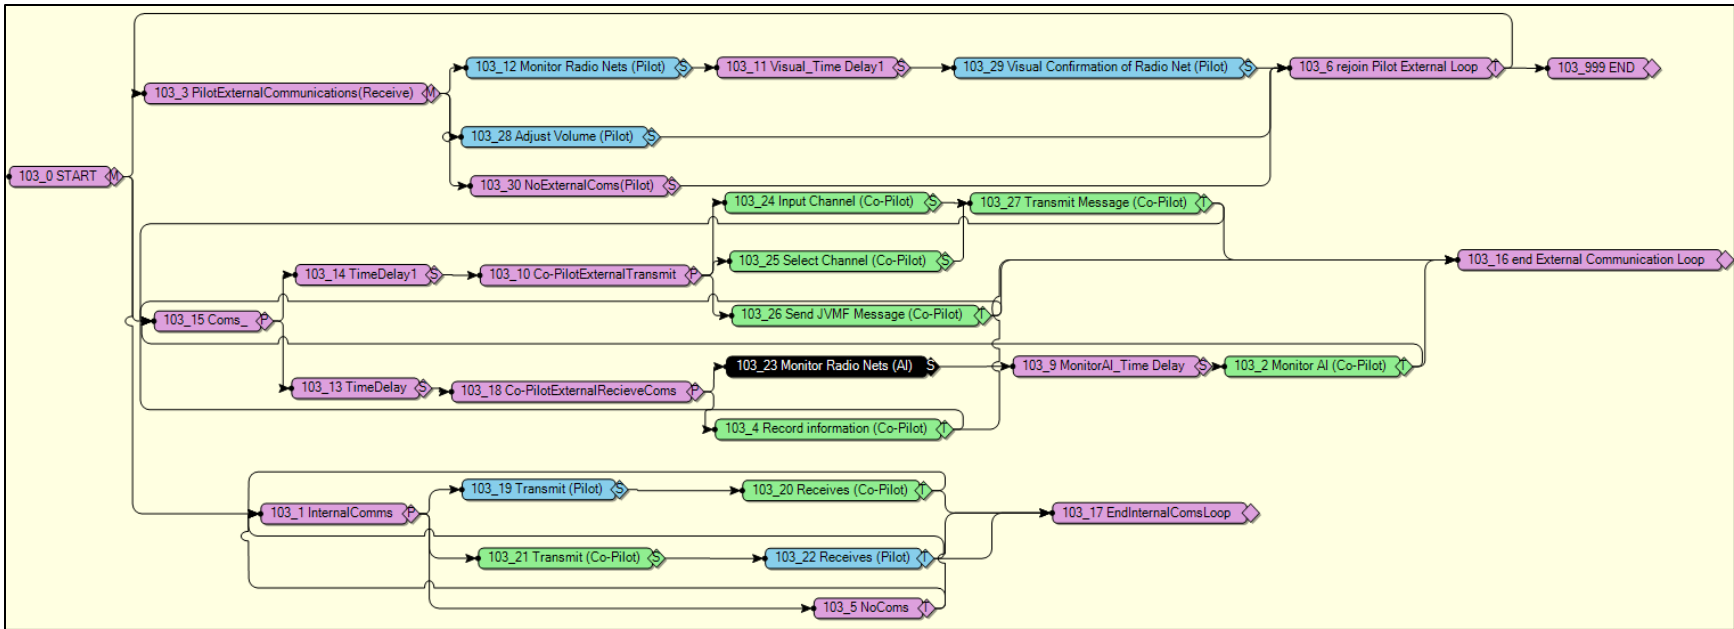 103_12 Monitor Radio Nets (Pilot) S
103_11 Visual_Time Delay1 S
103_29 Visual Confirmation of Radio Net (Pilot) S
103_6 rejoin Pilot External Loop T
103_999 END
103_3 PilotExternalCommunications(Receive) M
103_28 Adjust Volume (Pilot) S
103_0 START M
103_30 NoExternalComs(Pilot) S
103_24 Input Channel (Co-Pilot) S
103_27 Transmit Message (Co-Pilot) T
103_25 Select Channel (Co-Pilot) S
103_16 end External Communication Loop
103_14 TimeDelay1 S
103_10 Co-PilotExternalTransmit P
103_26 Send JVMF Message (Co-Pilot) T
103_15 Coms_ P
103_23 Monitor Radio Nets (AI) S
103_9 MonitorAI_Time Delay S
103_2 Monitor AI (Co-Pilot) T
103_13 TimeDelay S
103_18 Co-PilotExternalRecieveComs P
103_4 Record information (Co-Pilot) T
103_19 Transmit (Pilot) S
103_20 Receives (Co-Pilot) T
103_1 InternalComms P
103_17 EndInternalComsLoop
103_21 Transmit (Co-Pilot) S
103_22 Receives (Pilot) T
103_5 NoComs T